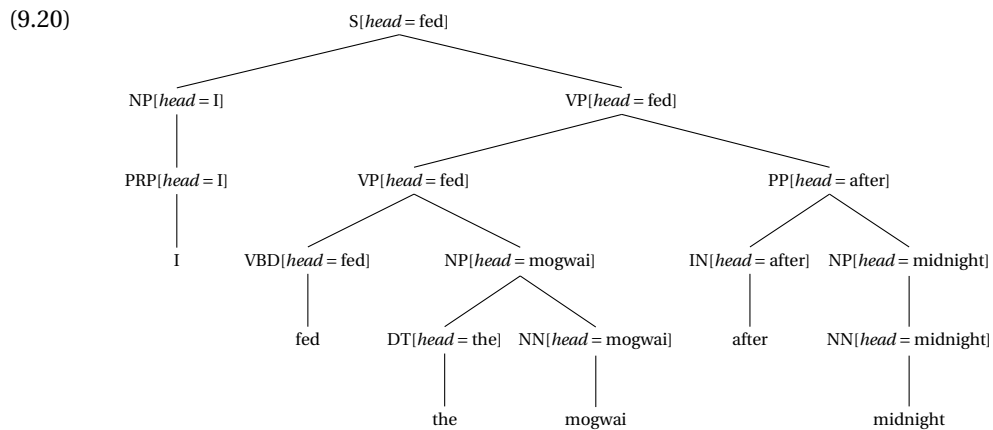 (9.20)
S[head = fed]
NP[head = I] VP[head = fed]
PRP[head = I] VP[head = fed] PP[head = after]
I VBD[head = fed] NP[head = mogwai] IN[head = after] NP[head = midnight]
fed DT[head = the] NN[head = mogwai] after NN[head = midnight]
the mogwai midnight